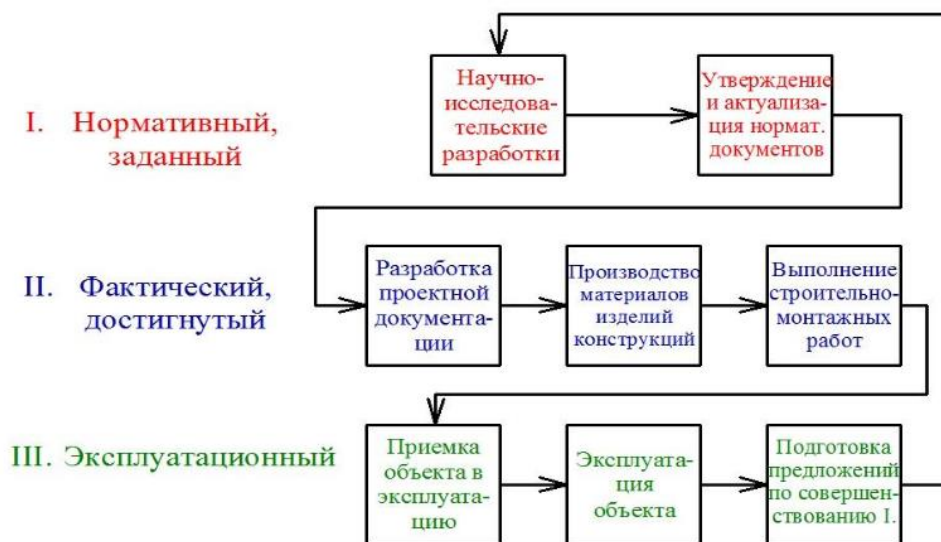 I. Нормативный,
заданный
Научно-
исследова-
тельские
разработки
Утверждение
и актуализа-
ция нормат.
документов
II. Фактический,
достигнутый
Разработка
проектной
документа-
ции
Производство
материалов
изделий
конструкций
Выполнение
строительно-
монтажных
работ
III. Эксплуатационный
Приемка
объекта в
эксплуата-
цию
Эксплуата-
ция
объекта
Подготовка
предложений
по совершен-
ствованию I.